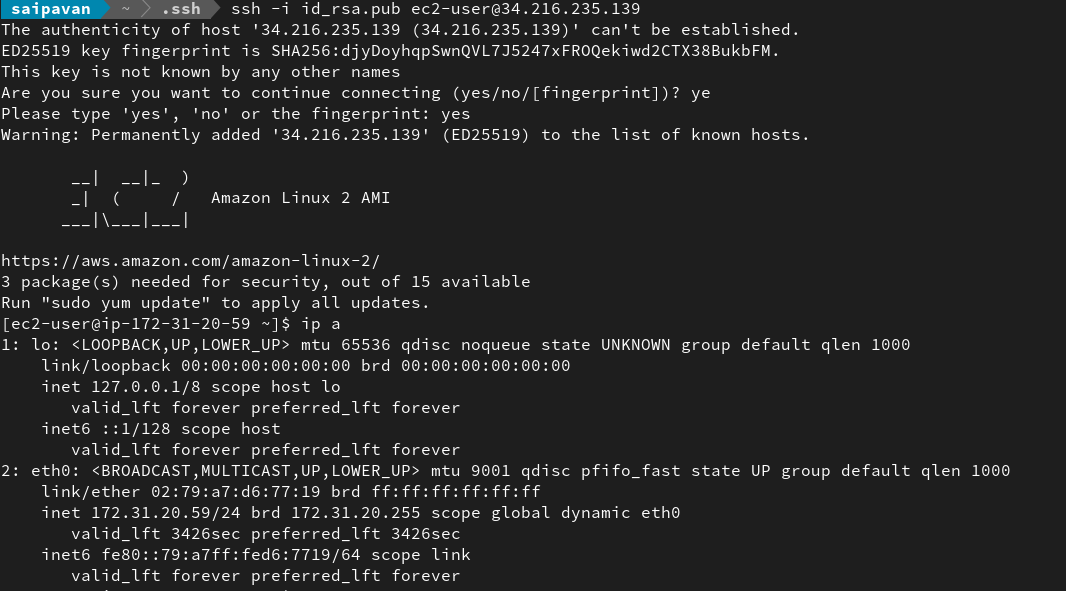 saipavan ~ .ssh ssh -i id_rsa.pub ec2-user@34.216.235.139
The authenticity of host '34.216.235.139 (34.216.235.139)' can't be established.
ED25519 key fingerprint is SHA256:djyDoyhqpSwnQVL7J5247xFROQekiwd2CTX38BukbFM.
This key is not known by any other names
Are you sure you want to continue connecting (yes/no/[fingerprint])? ye
Please type 'yes', 'no' or the fingerprint: yes
Warning: Permanently added '34.216.235.139' (ED25519) to the list of known hosts.
       __|  __|_  )
       _|  (     /   Amazon Linux 2 AMI
      ___|\___|___|
https://aws.amazon.com/amazon-linux-2/
3 package(s) needed for security, out of 15 available
Run "sudo yum update" to apply all updates.
[ec2-user@ip-172-31-20-59 ~]$ ip a
1: lo: <LOOPBACK,UP,LOWER_UP> mtu 65536 qdisc noqueue state UNKNOWN group default qlen 1000
    link/loopback 00:00:00:00:00:00 brd 00:00:00:00:00:00
    inet 127.0.0.1/8 scope host lo
       valid_lft forever preferred_lft forever
    inet6 ::1/128 scope host
       valid_lft forever preferred_lft forever
2: eth0: <BROADCAST,MULTICAST,UP,LOWER_UP> mtu 9001 qdisc pfifo_fast state UP group default qlen 1000
    link/ether 02:79:a7:d6:77:19 brd ff:ff:ff:ff:ff:ff
    inet 172.31.20.59/24 brd 172.31.20.255 scope global dynamic eth0
       valid_lft 3426sec preferred_lft 3426sec
    inet6 fe80::79:a7ff:fed6:7719/64 scope link
       valid_lft forever preferred_lft forever